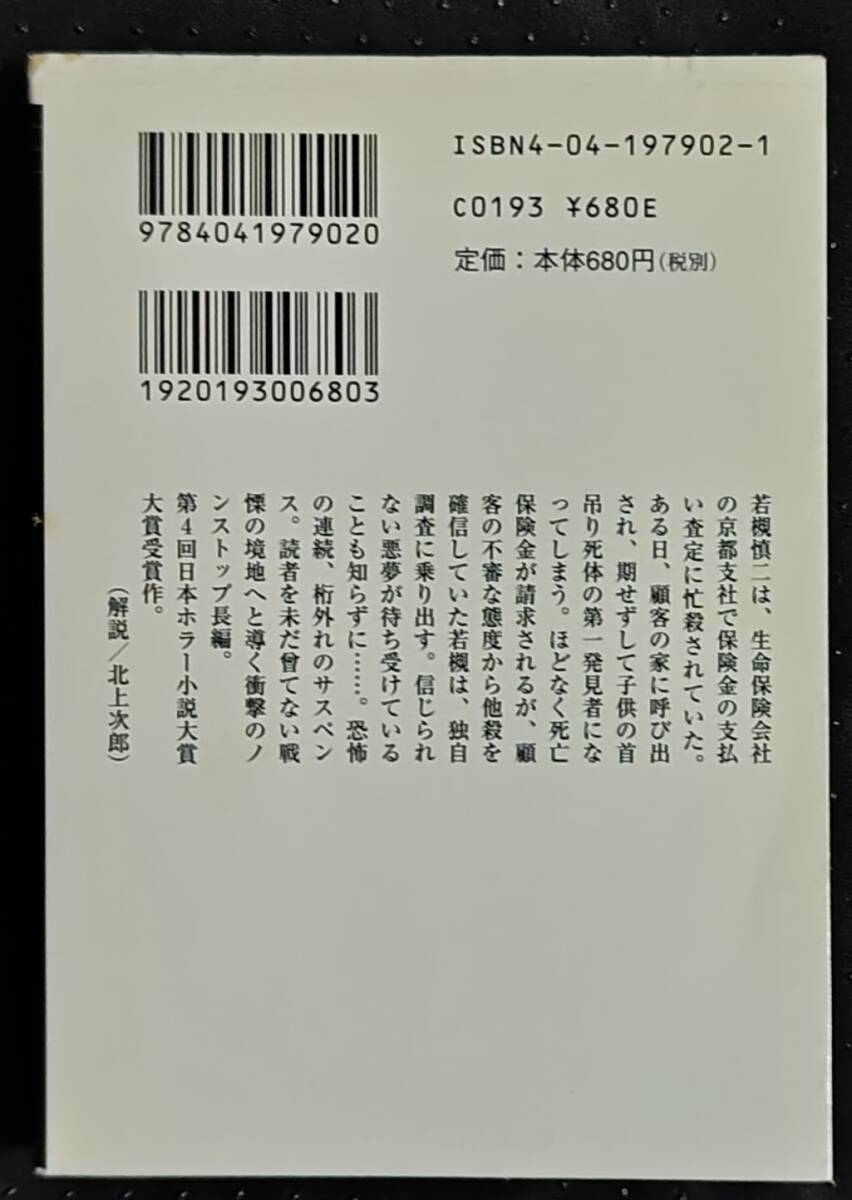 ISBN4-04-197902-1
C0193 ¥680E
定価：本体680円(税別)
9784041979020
1920193006803
若槻慎二は、生命保険会社
の京都支社で保険金の支払
い査定に忙殺されていた。
ある日、顧客の家に呼び出
され、期せずして子供の首
吊り死体の第一発見者にな
ってしまう。ほどなく死亡
保険金が請求されるが、顧
客の不審な態度から他殺を
確信していた若槻は、独自
調査に乗り出す。信じられ
ない悪夢が待ち受けている
ことも知らずに……。恐怖
の連続、桁外れのサスペン
ス。読者を未だ曾てない戦
慄の境地へと導く衝撃のノ
ンストップ長編。
第4回日本ホラー小説大賞
大賞受賞作。
（解説／北上次郎）